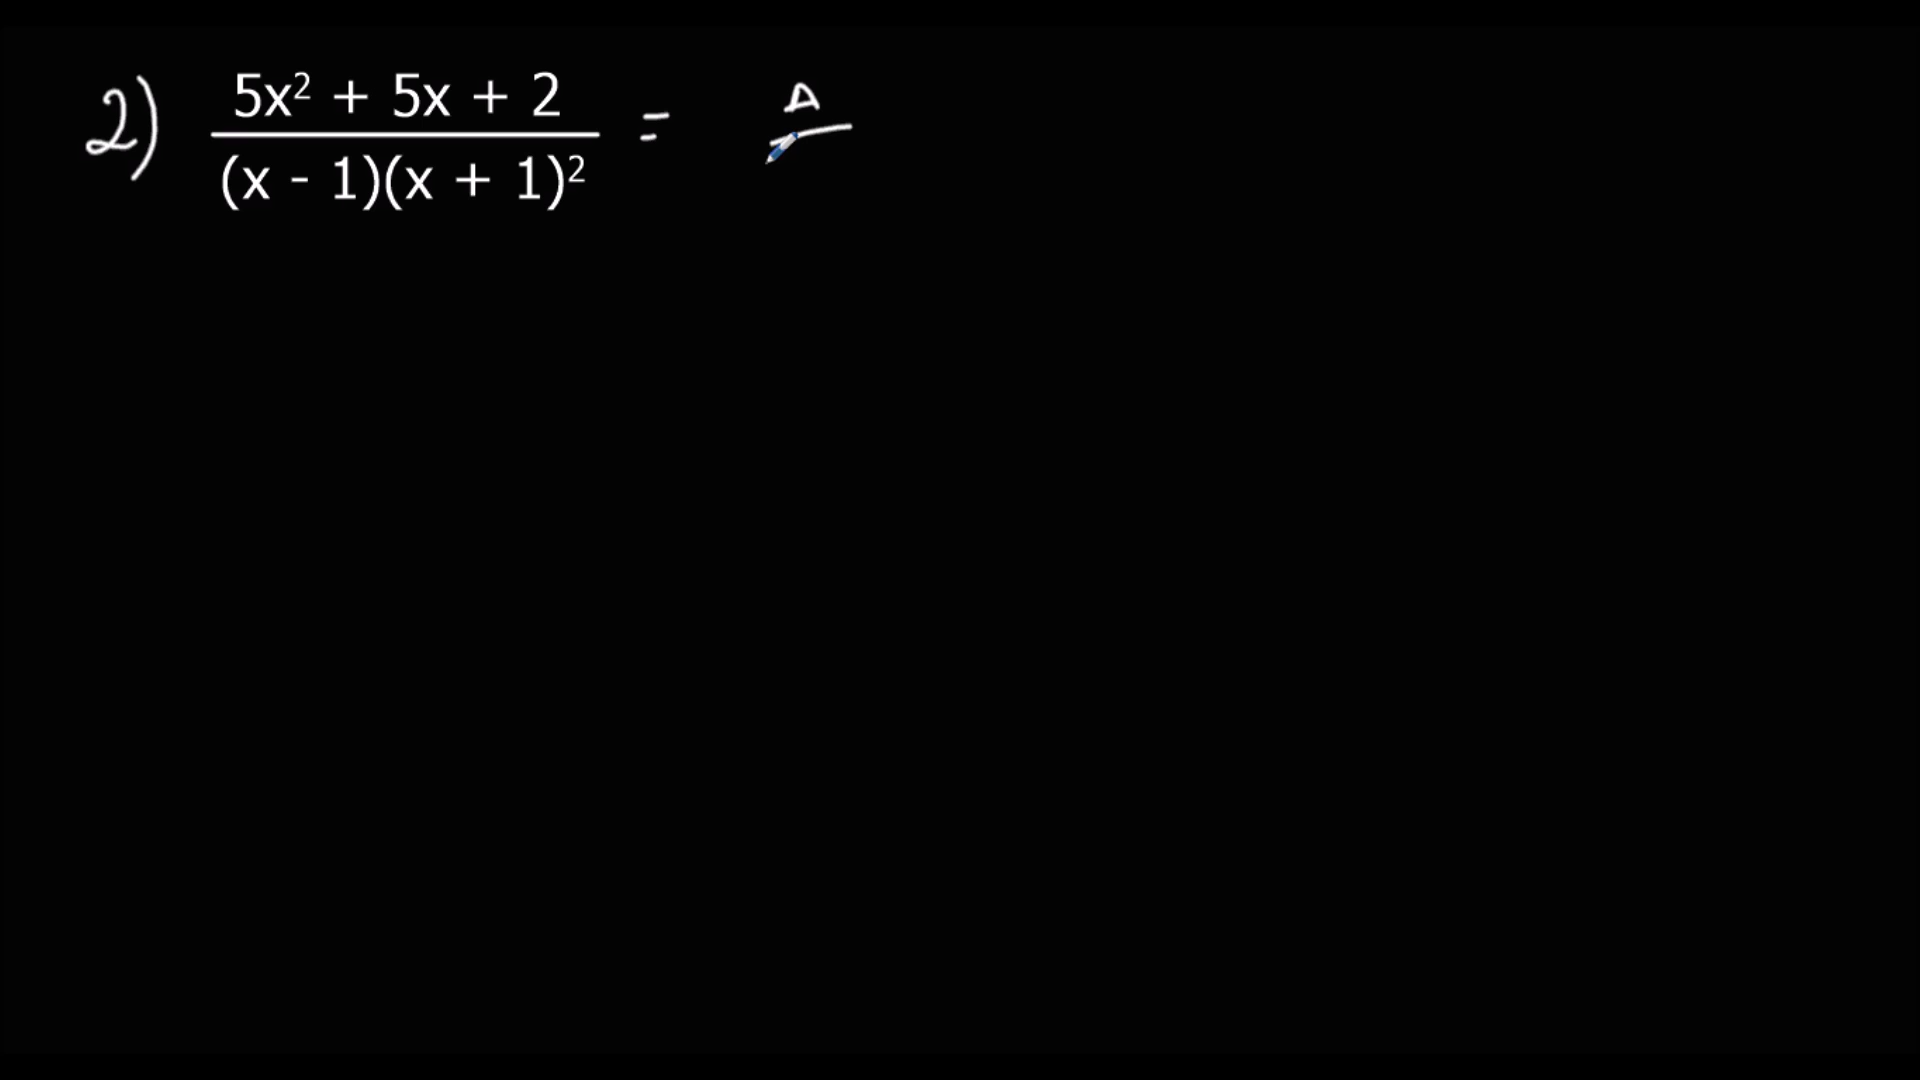 2) 5x² + 5x + 2 = A
(x - 1)(x + 1)²